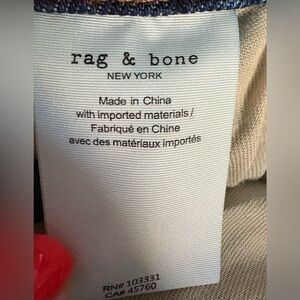 rag & bone
NEW YORK
Made in China
with imported materials /
Fabriqué en Chine
avec des matériaux importés
RN# 103331
CA# 45760